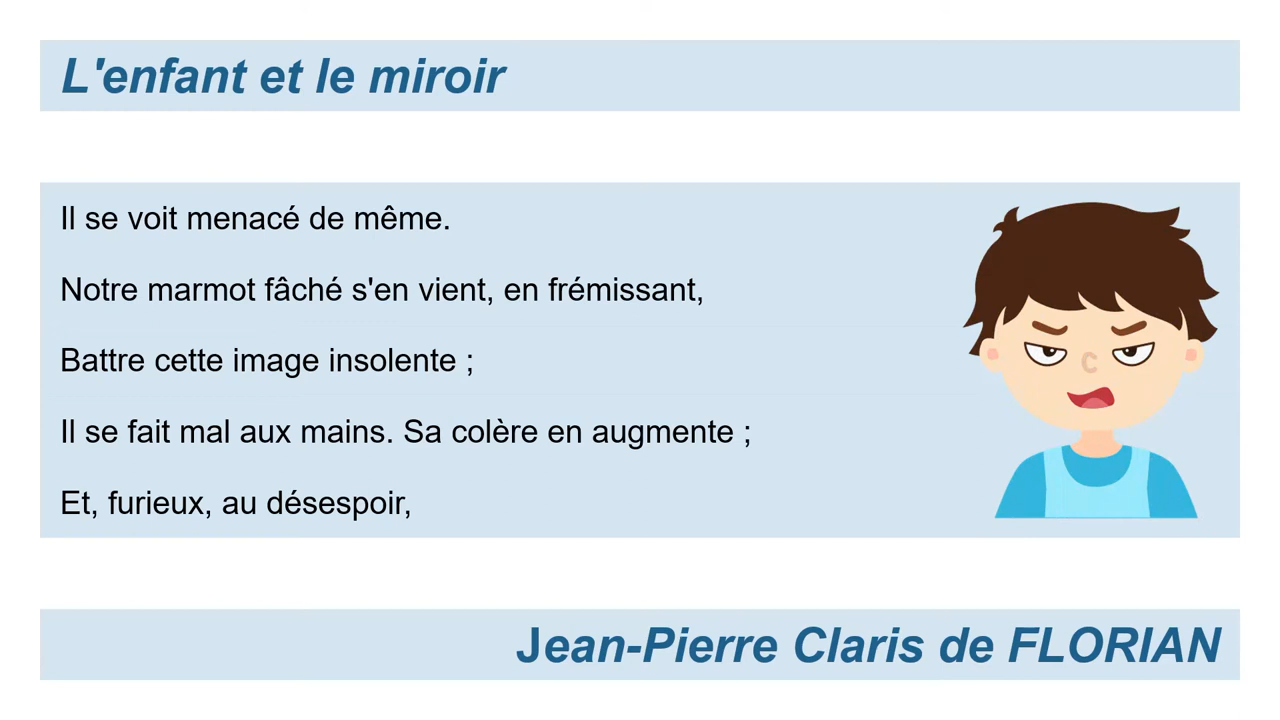 L'enfant et le miroir
Il se voit menacé de même.
Notre marmot fâché s'en vient, en frémissant,
Battre cette image insolente ;
Il se fait mal aux mains. Sa colère en augmente ;
Et, furieux, au désespoir,
Jean-Pierre Claris de FLORIAN